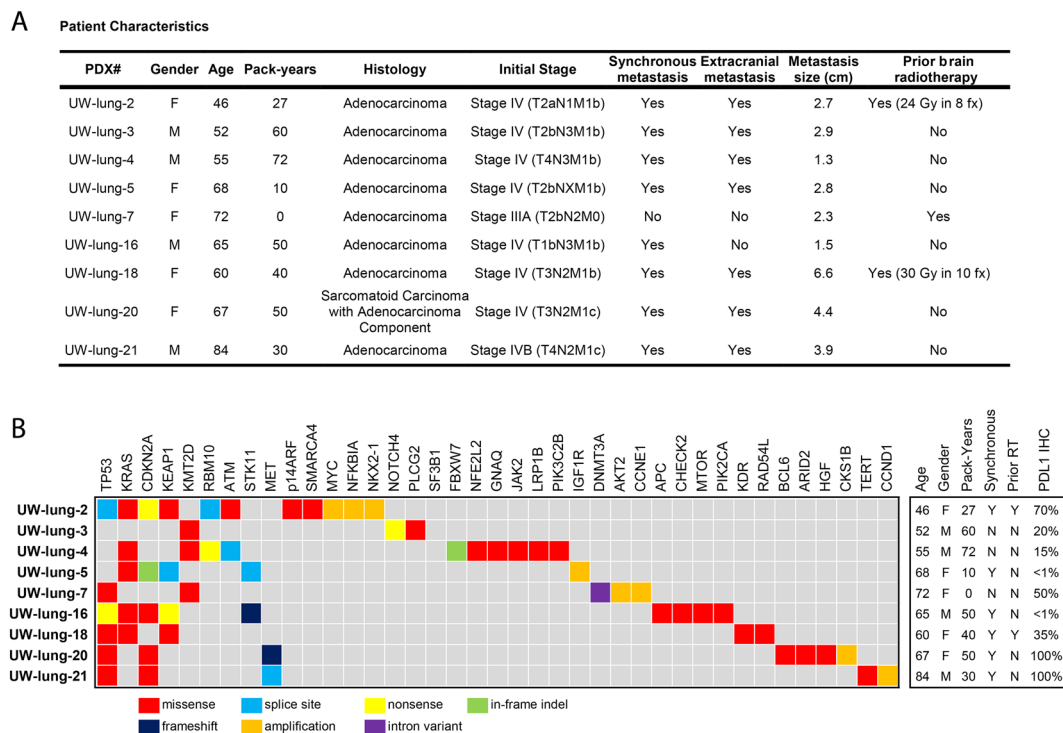 A
Patient Characteristics
PDX# Gender Age Pack-years Histology Initial Stage Synchronous metastasis Extracranial metastasis Metastasis size (cm) Prior brain radiotherapy
UW-lung-2 F 46 27 Adenocarcinoma Stage IV (T2aN1M1b) Yes Yes 2.7 Yes (24 Gy in 8 fx)
UW-lung-3 M 52 60 Adenocarcinoma Stage IV (T2bN3M1b) Yes Yes 2.9 No
UW-lung-4 M 55 72 Adenocarcinoma Stage IV (T4N3M1b) Yes Yes 1.3 No
UW-lung-5 F 68 10 Adenocarcinoma Stage IV (T2bNXM1b) Yes Yes 2.8 No
UW-lung-7 F 72 0 Adenocarcinoma Stage IIIA (T2bN2M0) No No 2.3 Yes
UW-lung-16 M 65 50 Adenocarcinoma Stage IV (T1bN3M1b) Yes No 1.5 No
UW-lung-18 F 60 40 Adenocarcinoma Stage IV (T3N2M1b) Yes Yes 6.6 Yes (30 Gy in 10 fx)
UW-lung-20 F 67 50 Sarcomatoid Carcinoma with Adenocarcinoma Component Stage IV (T3N2M1c) Yes Yes 4.4 No
UW-lung-21 M 84 30 Adenocarcinoma Stage IVB (T4N2M1c) Yes Yes 3.9 No
B
TP53 KRAS CDKN2A KEAP1 KMT2D RBM10 ATM STK11 MET p14ARF SMARCA4 MYC NFKBIA NKX2-1 NOTCH4 PLCG2 SF3B1 FBXW7 NFE2L2 GNAQ JAK2 LRP1B PIK3C2B IGF1R DNMT3A AKT2 CCNE1 APC CHECK2 MTOR PIK2CA KDR RAD54L BCL6 ARID2 HGF CKS1B TERT CCND1
Age Gender Pack-Years Synchronous Prior RT PDL1 IHC
UW-lung-2 46 F 27 Y Y 70%
UW-lung-3 52 M 60 N N 20%
UW-lung-4 55 M 72 N N 15%
UW-lung-5 68 F 10 Y N <1%
UW-lung-7 72 F 0 N N 50%
UW-lung-16 65 M 50 Y N <1%
UW-lung-18 60 F 40 Y Y 35%
UW-lung-20 67 F 50 Y N 100%
UW-lung-21 84 M 30 Y N 100%
missense splice site nonsense in-frame indel
frameshift amplification intron variant